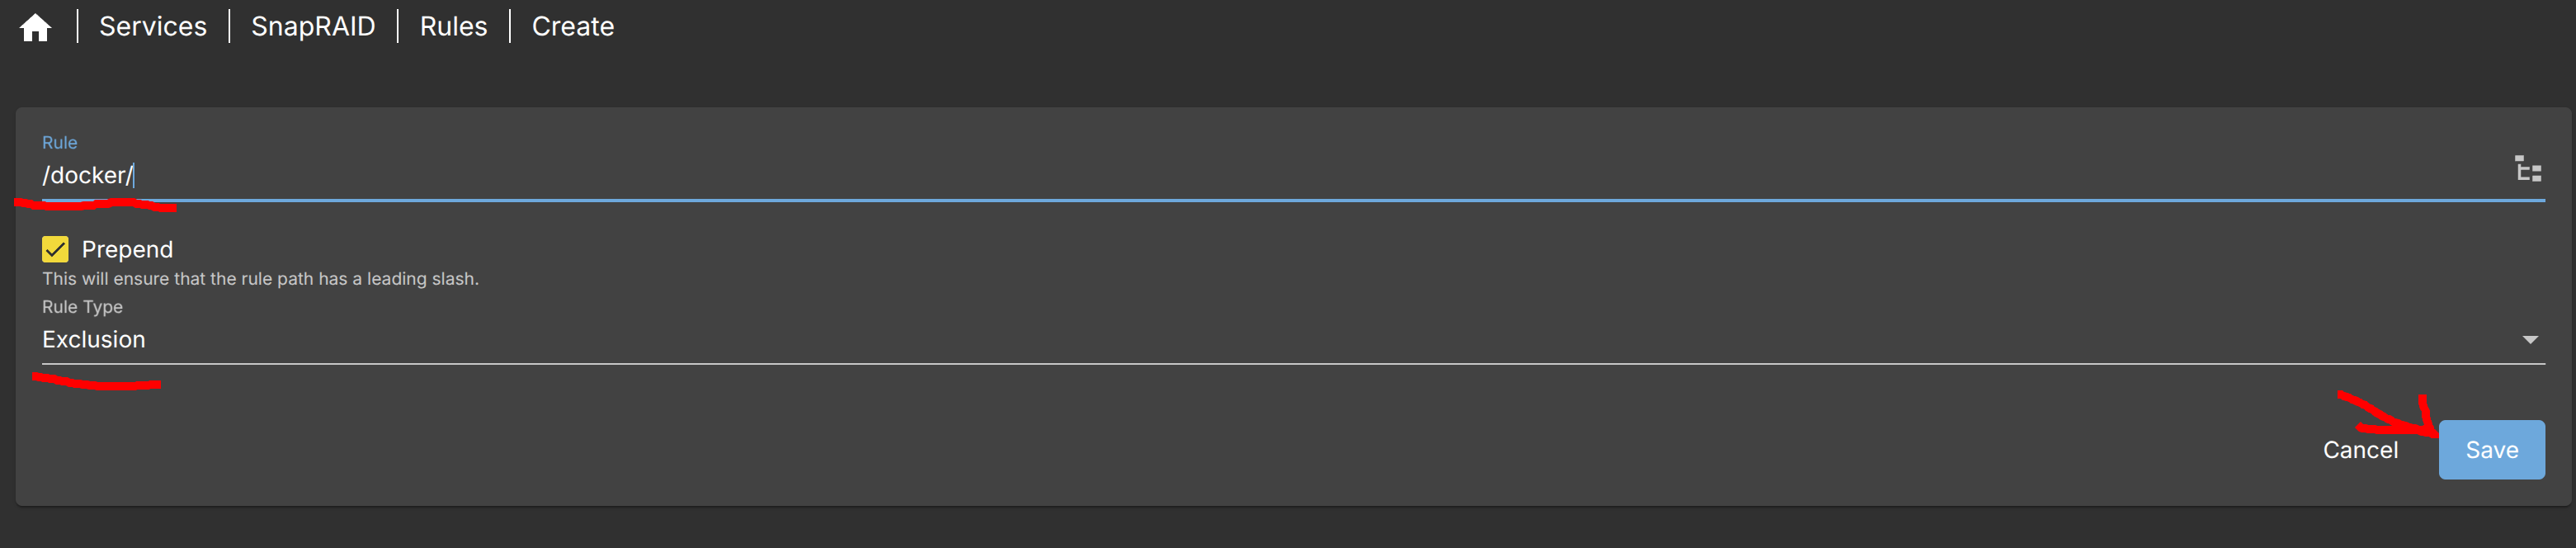 Services | SnapRAID | Rules | Create
Rule
/docker/
Prepend
This will ensure that the rule path has a leading slash.
Rule Type
Exclusion
Cancel Save